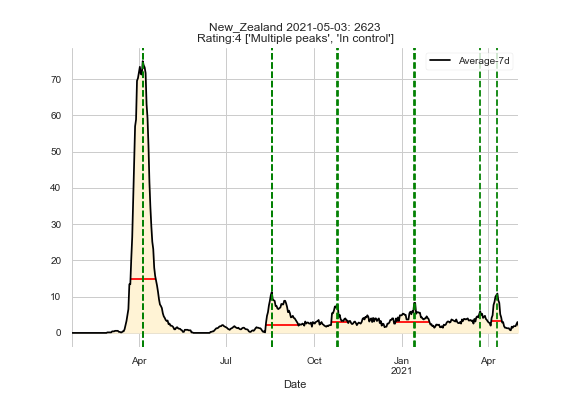 New_Zealand 2021-05-03: 2623
Rating:4 ['Multiple peaks', 'In control']
Average-7d
70
60
50
40
30
20
10
0
Apr
Jul
Oct
Jan
2021
Apr
Date